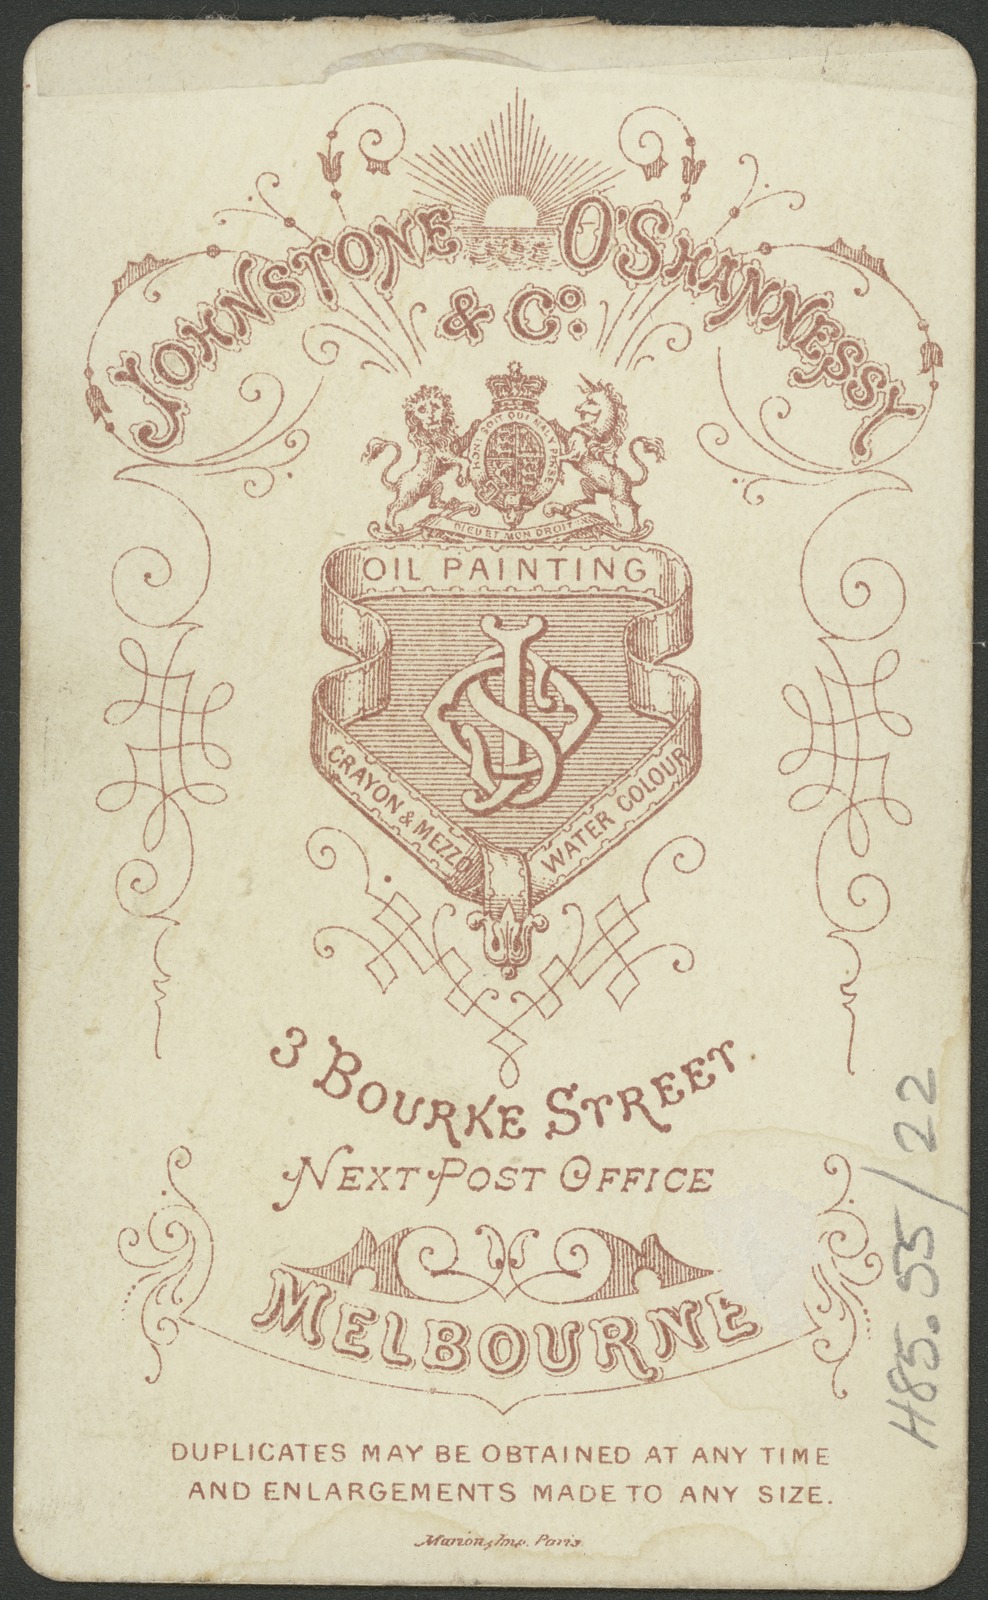 JOHNSTONE O'SHANNESSY
& Co.
HONI SOIT QUI MAL Y PENSE
DIEU ET MON DROIT
OIL PAINTING
JOS
CRAYON & MEZZO
WATER COLOUR
3 BOURKE STREET
NEXT POST OFFICE
MELBOURNE
DUPLICATES MAY BE OBTAINED AT ANY TIME
AND ENLARGEMENTS MADE TO ANY SIZE.
Marion, Imp. Paris
H85.55/22